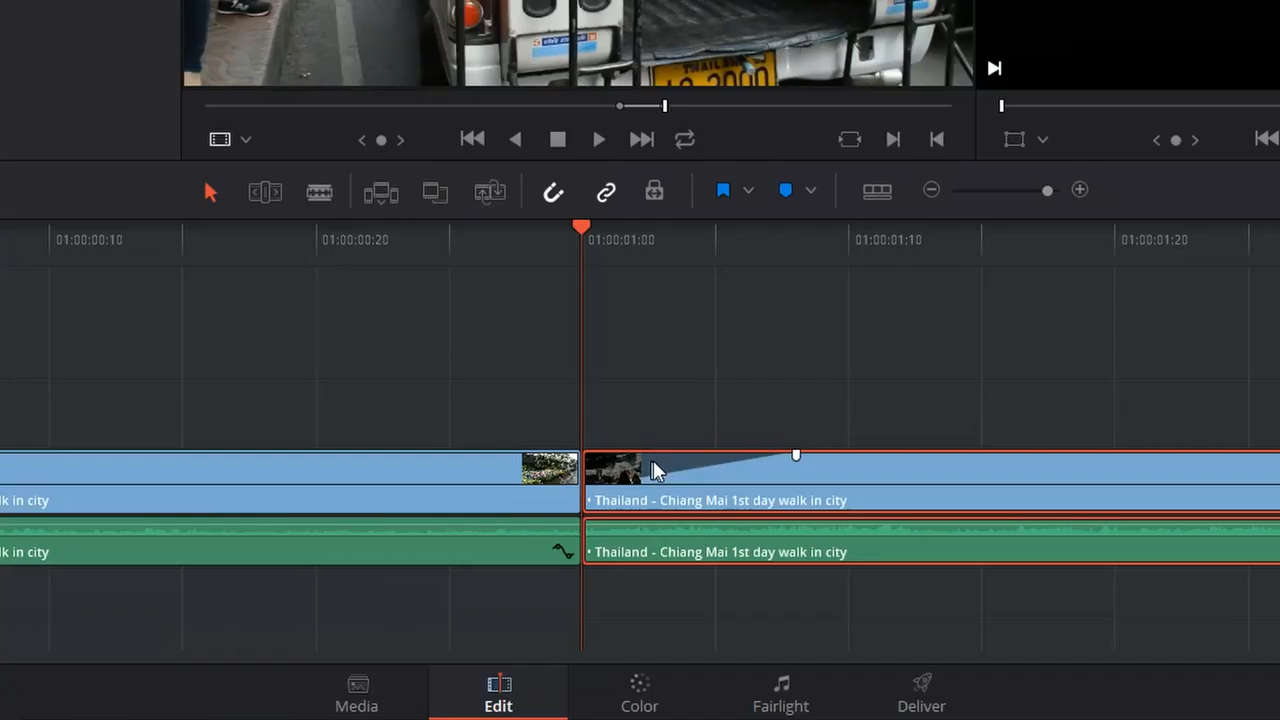 THAILAND
01:00:00:10
01:00:00:20
01:00:01:00
01:00:01:10
01:00:01:20
k in city
• Thailand - Chiang Mai 1st day walk in city
k in city
• Thailand - Chiang Mai 1st day walk in city
Media
Edit
Color
Fairlight
Deliver